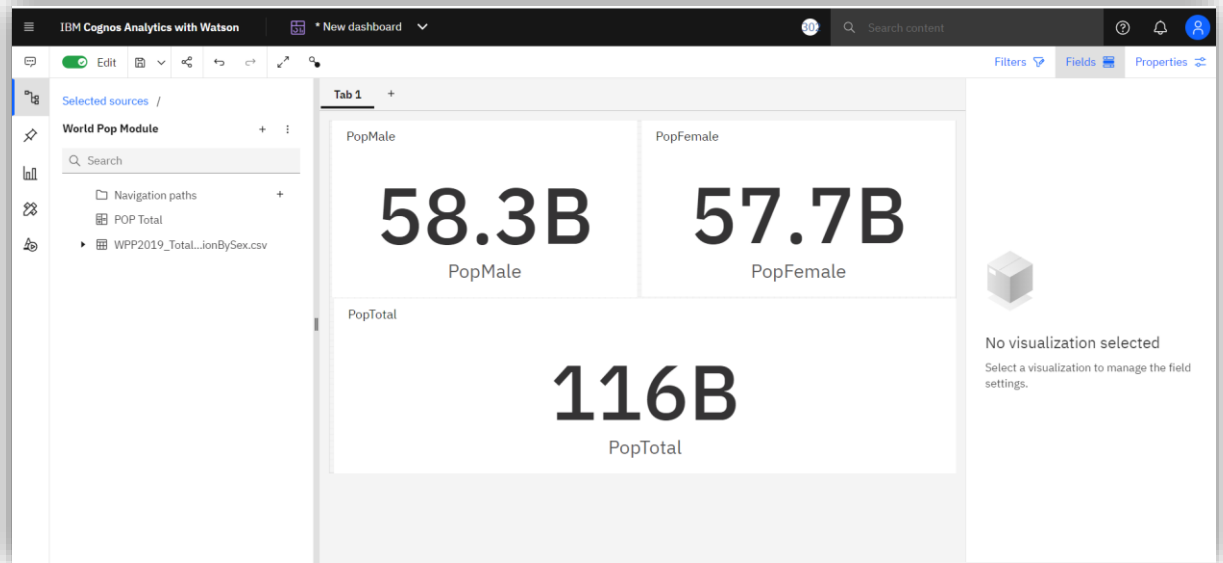 IBM Cognos Analytics with Watson
* New dashboard
Search content
Edit
Filters
Fields
Properties
Selected sources /
World Pop Module
Search
Navigation paths
POP Total
WPP2019_Total...ionBySex.csv
Tab 1
PopMale
58.3B
PopMale
PopFemale
57.7B
PopFemale
PopTotal
116B
PopTotal
No visualization selected
Select a visualization to manage the field
settings.